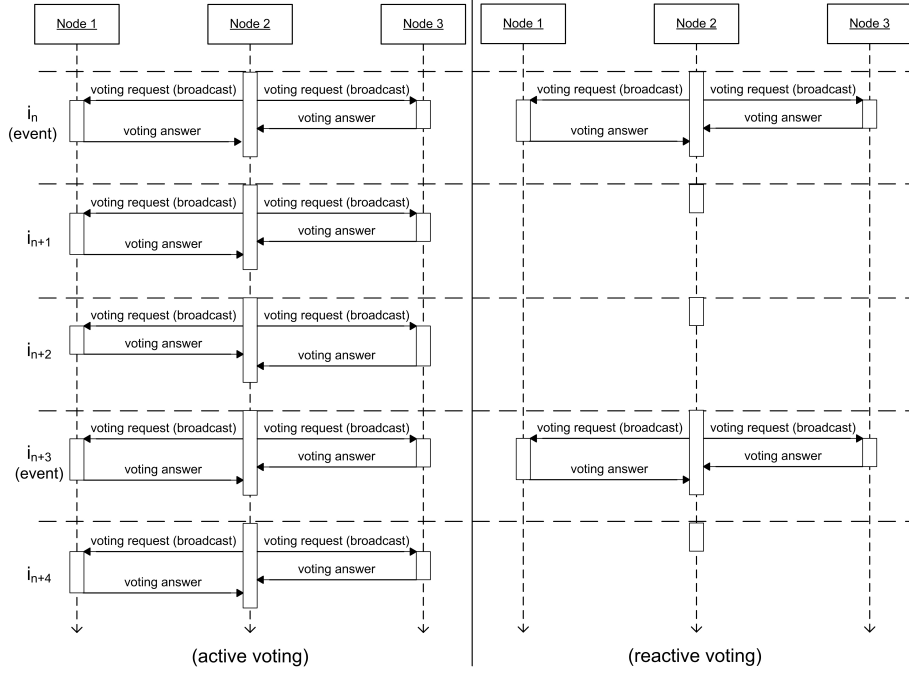 Node 1 Node 2 Node 3 Node 1 Node 2 Node 3
voting request (broadcast) voting request (broadcast) voting request (broadcast) voting request (broadcast)
in
(event)
voting answer voting answer voting answer voting answer
voting request (broadcast) voting request (broadcast)
in+1
voting answer voting answer
voting request (broadcast) voting request (broadcast)
in+2
voting answer voting answer
voting request (broadcast) voting request (broadcast) voting request (broadcast) voting request (broadcast)
in+3
(event)
voting answer voting answer voting answer voting answer
voting request (broadcast) voting request (broadcast)
in+4
voting answer voting answer
(active voting) (reactive voting)